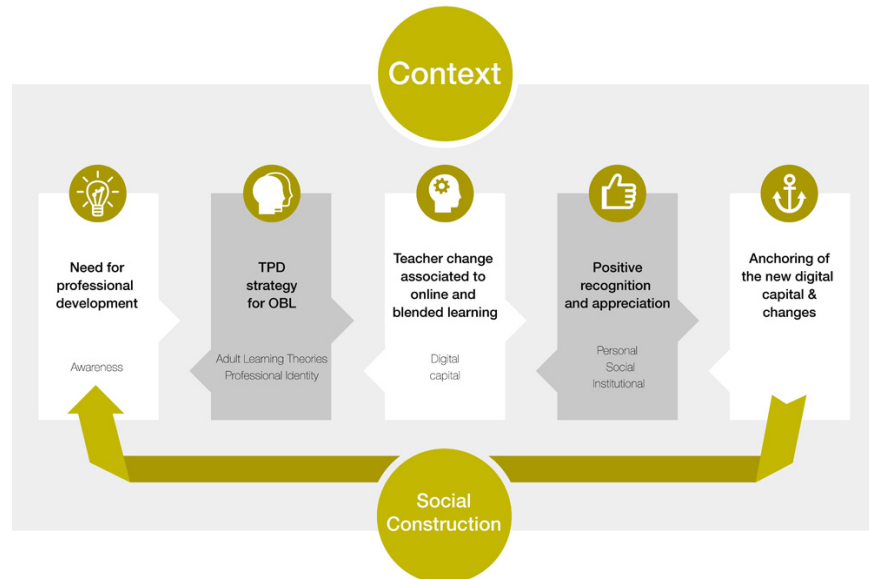 Context
Need for
professional
development
Awareness
TPD
strategy
for OBL
Adult Learning Theories
Professional Identity
Teacher change
associated to
online and
blended learning
Digital
capital
Positive
recognition
and appreciation
Personal
Social
Institutional
Anchoring of
the new digital
capital &
changes
Social
Construction